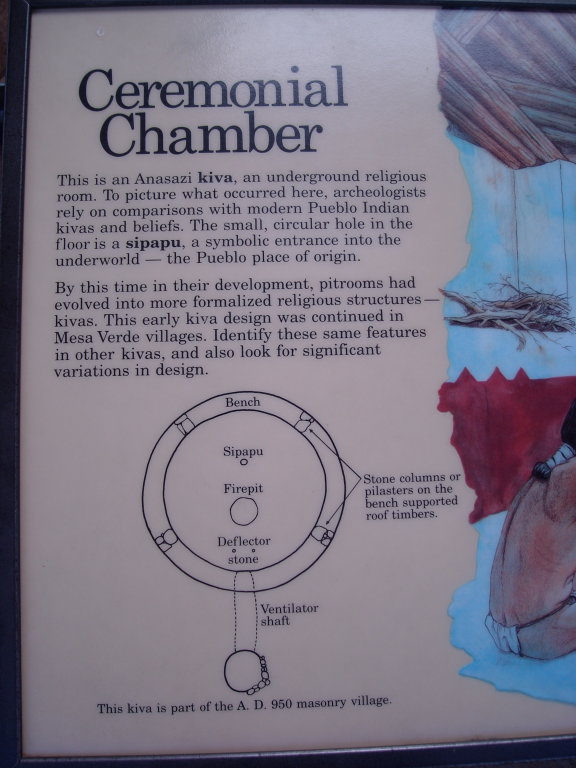 Ceremonial
Chamber
This is an Anasazi kiva, an underground religious
room. To picture what occurred here, archeologists
rely on comparisons with modern Pueblo Indian
kivas and beliefs. The small, circular hole in the
floor is a sipapu, a symbolic entrance into the
underworld — the Pueblo place of origin.
By this time in their development, pitrooms had
evolved into more formalized religious structures—
kivas. This early kiva design was continued in
Mesa Verde villages. Identify these same features
in other kivas, and also look for significant
variations in design.
Bench
Sipapu
Firepit
Deflector
stone
Stone columns or
pilasters on the
bench supported
roof timbers.
Ventilator
shaft
This kiva is part of the A. D. 950 masonry village.